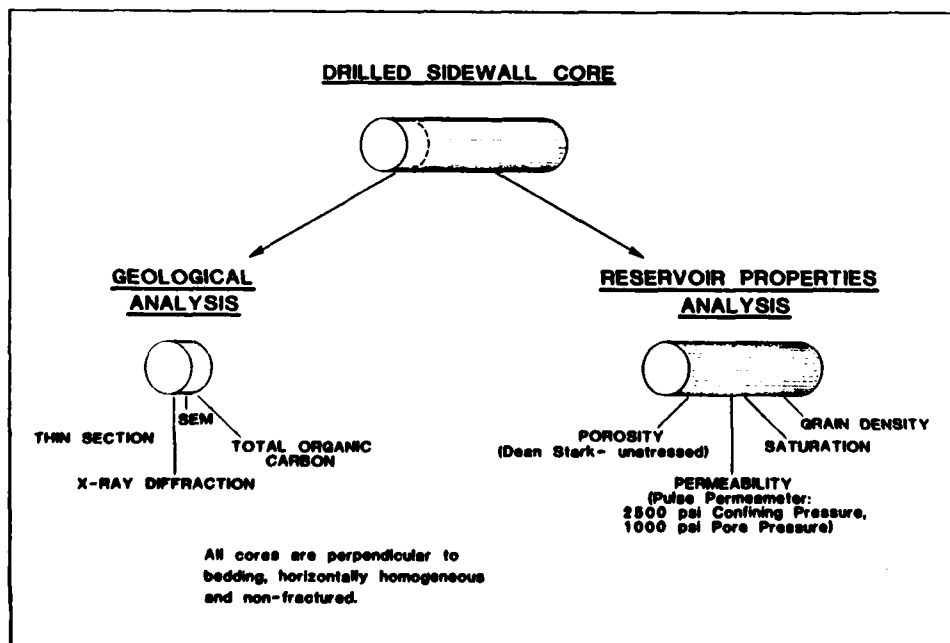 DRILLED SIDEWALL CORE
GEOLOGICAL
ANALYSIS
THIN SECTION
SEM
X-RAY DIFFRACTION
TOTAL ORGANIC
CARBON
RESERVOIR PROPERTIES
ANALYSIS
POROSITY
(Dean Stark- unstressed)
PERMEABILITY
(Pulse Permeameter:
2500 psi Confining Pressure,
1000 psi Pore Pressure)
SATURATION
GRAIN DENSITY
All cores are perpendicular to
bedding, horizontally homogeneous
and non-fractured.